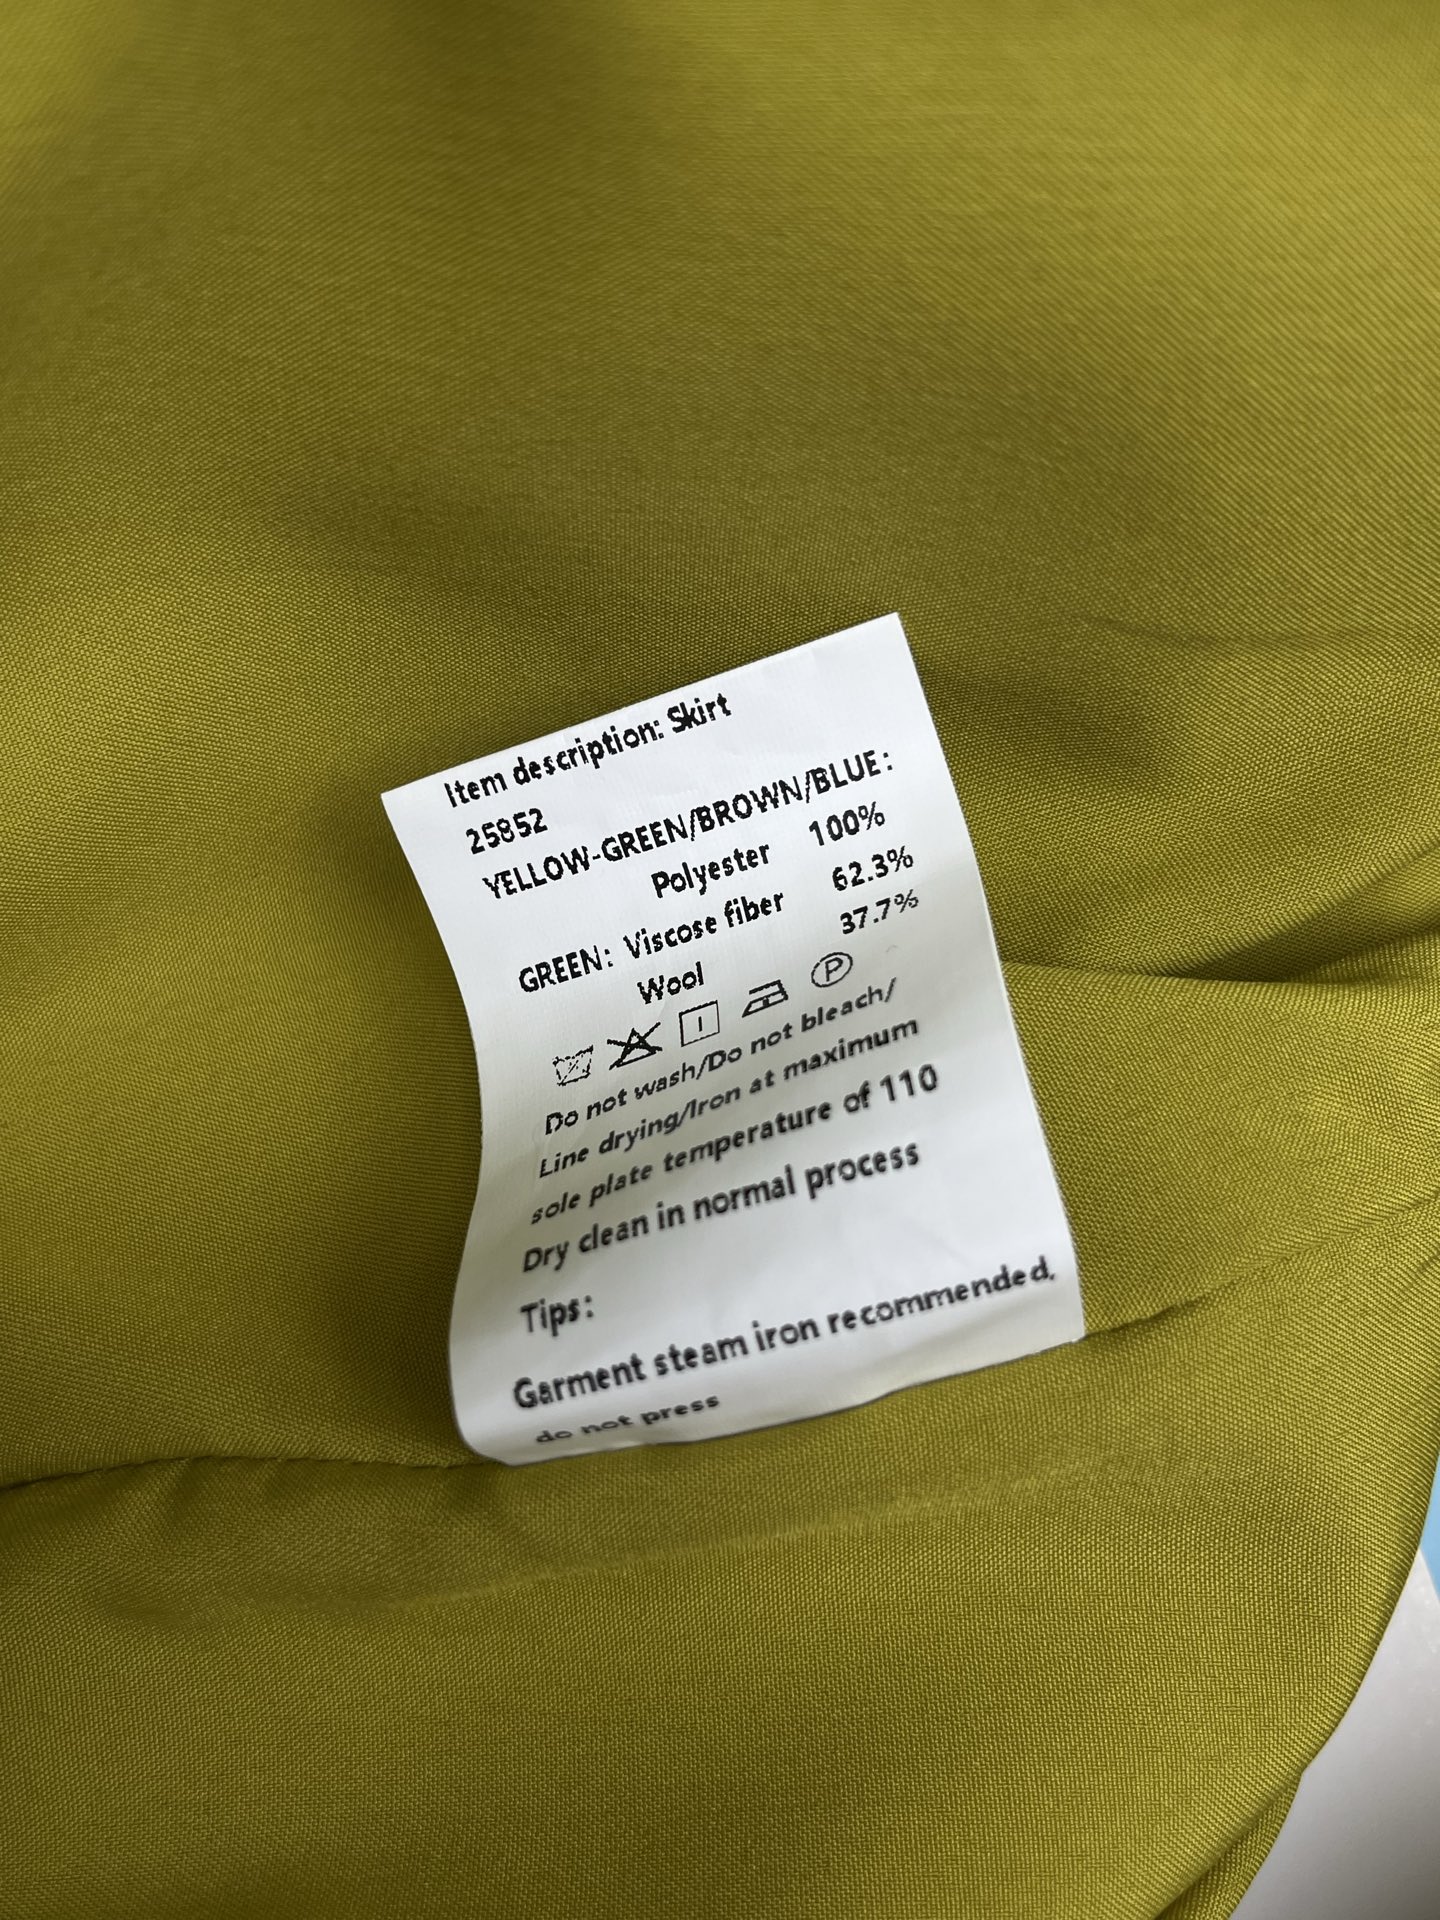 Item description: Skirt
25852
YELLOW-GREEN/BROWN/BLUE:
Polyester 100%
GREEN: Viscose fiber 62.3%
Wool 37.7%
P
Do not wash/Do not bleach/
Line drying/Iron at maximum
sole plate temperature of 110
Dry clean in normal process
Tips:
Garment steam iron recommended,
do not press